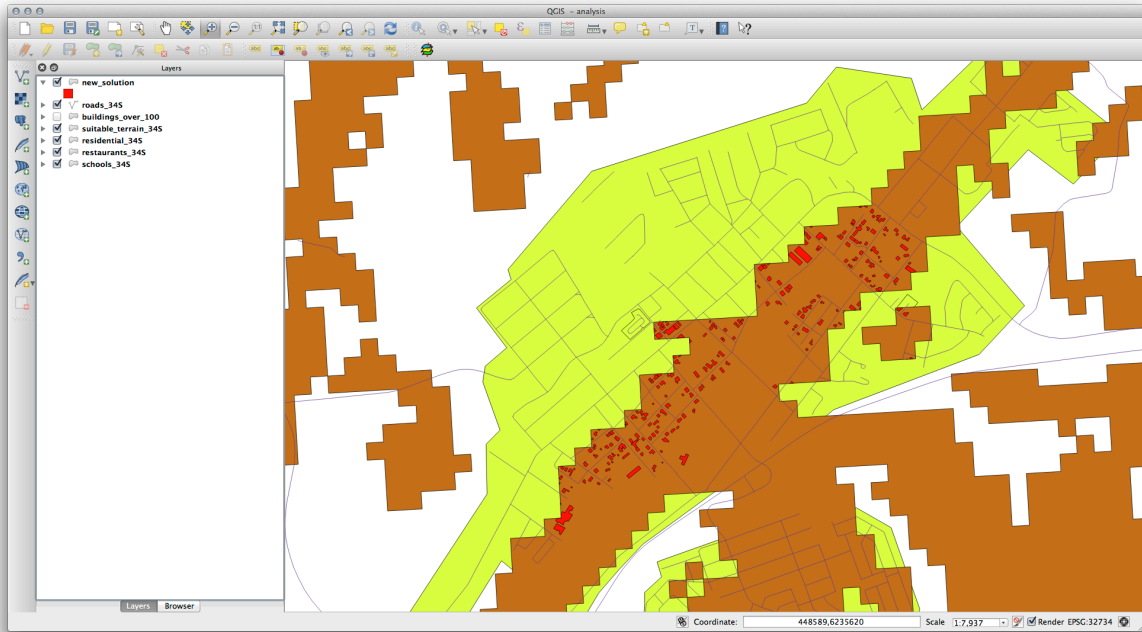 QGIS - analysis
Layers
new_solution
roads_34S
buildings_over_100
suitable_terrain_34S
residential_34S
restaurants_34S
schools_34S
Layers
Browser
Coordinate: 448589,6235620 Scale 1:7,937 Render EPSG:32734